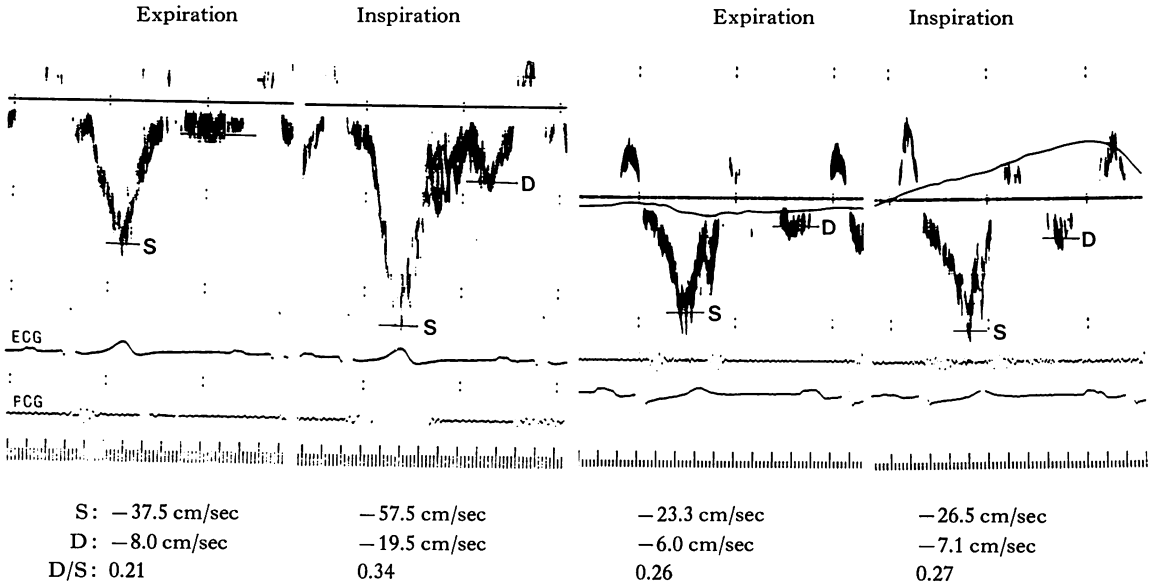 Expiration Inspiration Expiration Inspiration
D
D D
S S
S S
ECG
PCG
S: −37.5 cm/sec −57.5 cm/sec −23.3 cm/sec −26.5 cm/sec
D: −8.0 cm/sec −19.5 cm/sec −6.0 cm/sec −7.1 cm/sec
D/S: 0.21 0.34 0.26 0.27